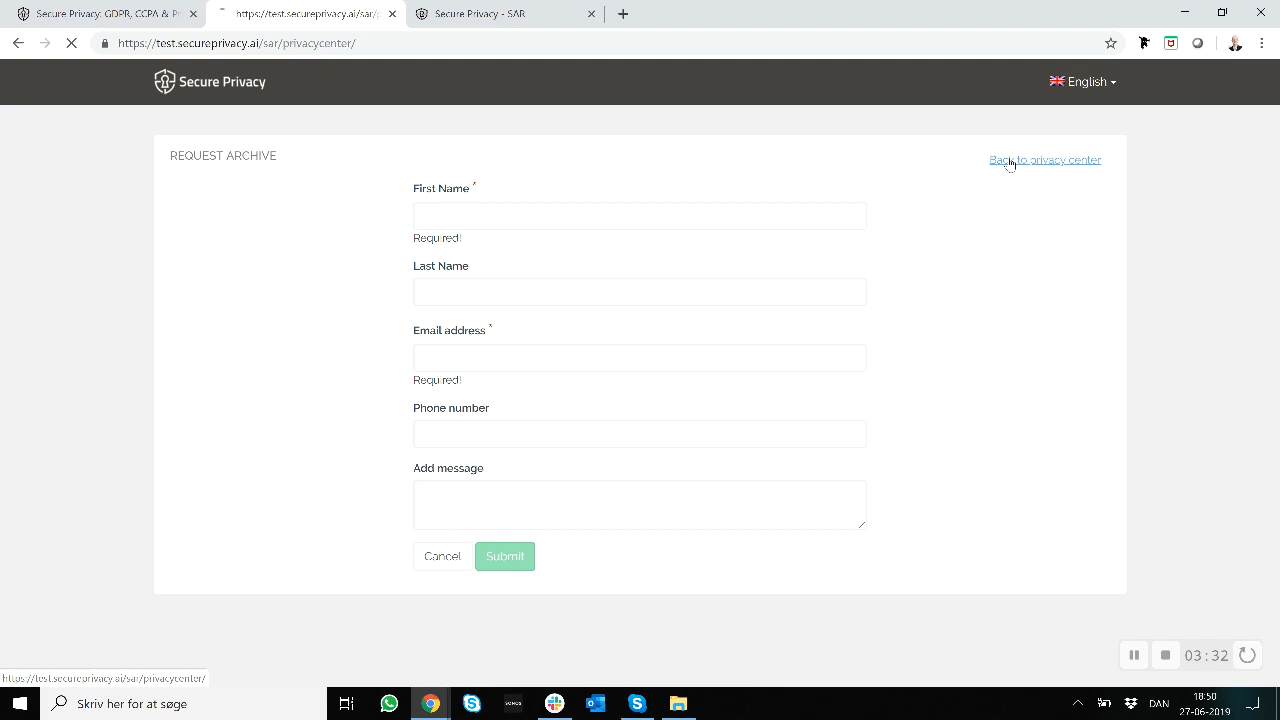 Secure Privacy: GDPR, CCPA & Pr
https://test.secureprivacy.ai/sar/p
Secure Privacy - SAR
https://test.secureprivacy.ai/sar/privacycenter/
Secure Privacy
English
REQUEST ARCHIVE
Back to privacy center
First Name *
Required!
Last Name
Email address *
Required!
Phone number
Add message
Cancel
Submit
03:32
https://test.secureprivacy.ai/sar/privacycenter/
Skriv her for at søge
SONOS
DAN
18:50
27-06-2019